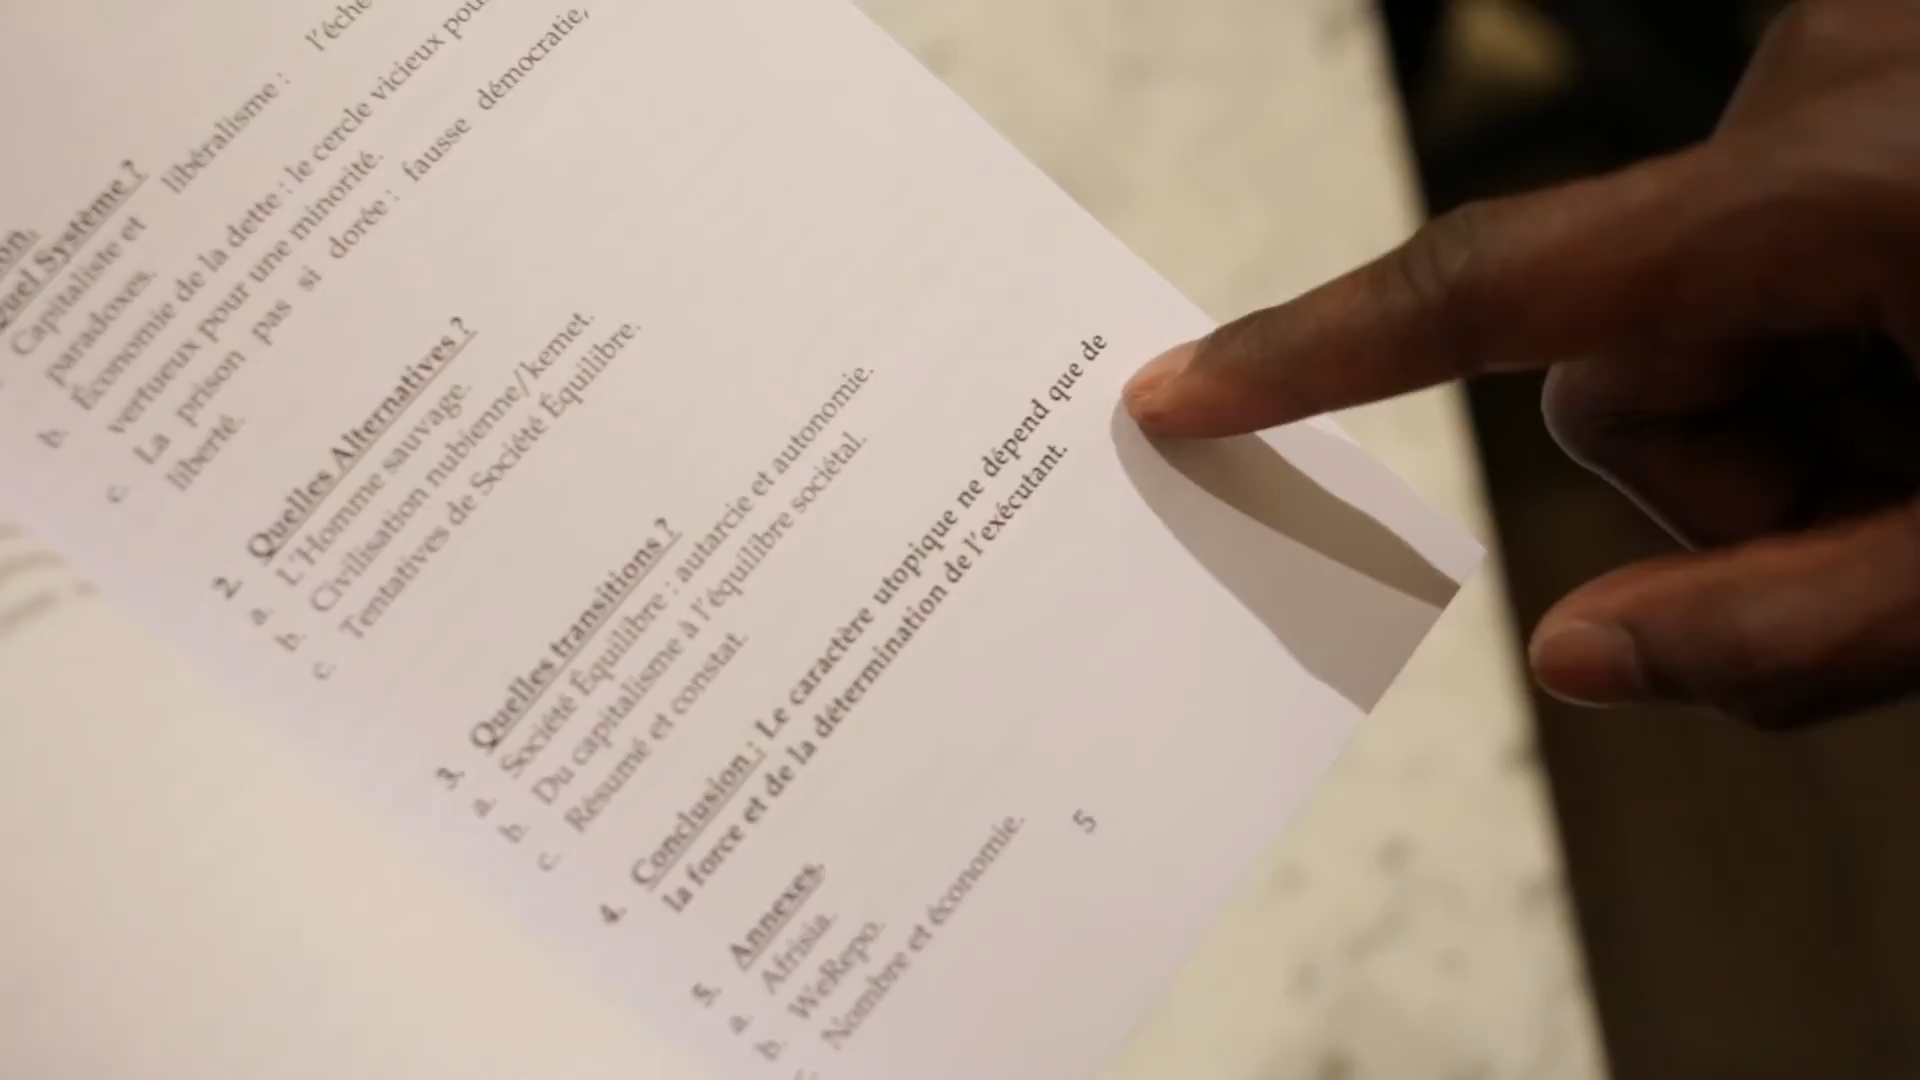 l'éche
on.
quel Système ?
Capitaliste et libéralisme :
paradoxes.
b. Économie de la dette : le cercle vicieux pou
vertueux pour une minorité.
c. La prison pas si dorée : fausse démocratie,
liberté.
2. Quelles Alternatives ?
a. L'Homme sauvage.
b. Civilisation nubienne/kemet.
c. Tentatives de Société Équilibre.
3. Quelles transitions ?
a. Société Équilibre : autarcie et autonomie.
b. Du capitalisme à l'équilibre sociétal.
c. Résumé et constat.
4. Conclusion : Le caractère utopique ne dépend que de
la force et de la détermination de l'exécutant.
5. Annexes.
a. Afrisia.
b. WeRepo.
Nombre et économie.
5